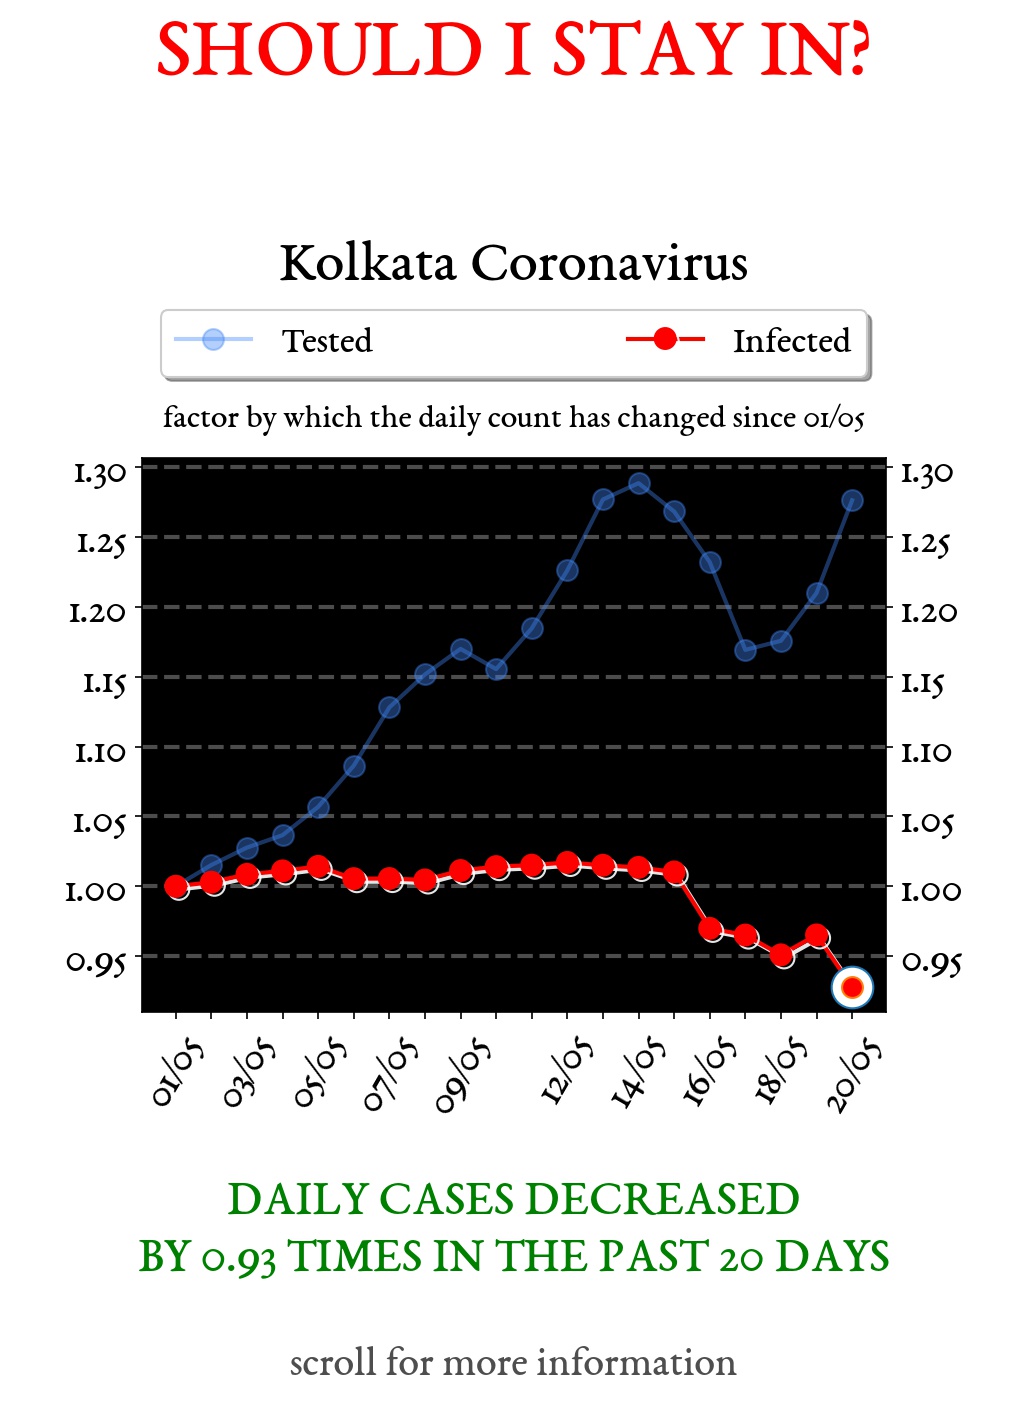 SHOULD I STAY IN?
Kolkata Coronavirus
Tested Infected
factor by which the daily count has changed since 01/05
1.30 1.30
1.25 1.25
1.20 1.20
1.15 1.15
1.10 1.10
1.05 1.05
1.00 1.00
0.95 0.95
01/05 03/05 05/05 07/05 09/05 12/05 14/05 16/05 18/05 20/05
DAILY CASES DECREASED
BY 0.93 TIMES IN THE PAST 20 DAYS
scroll for more information